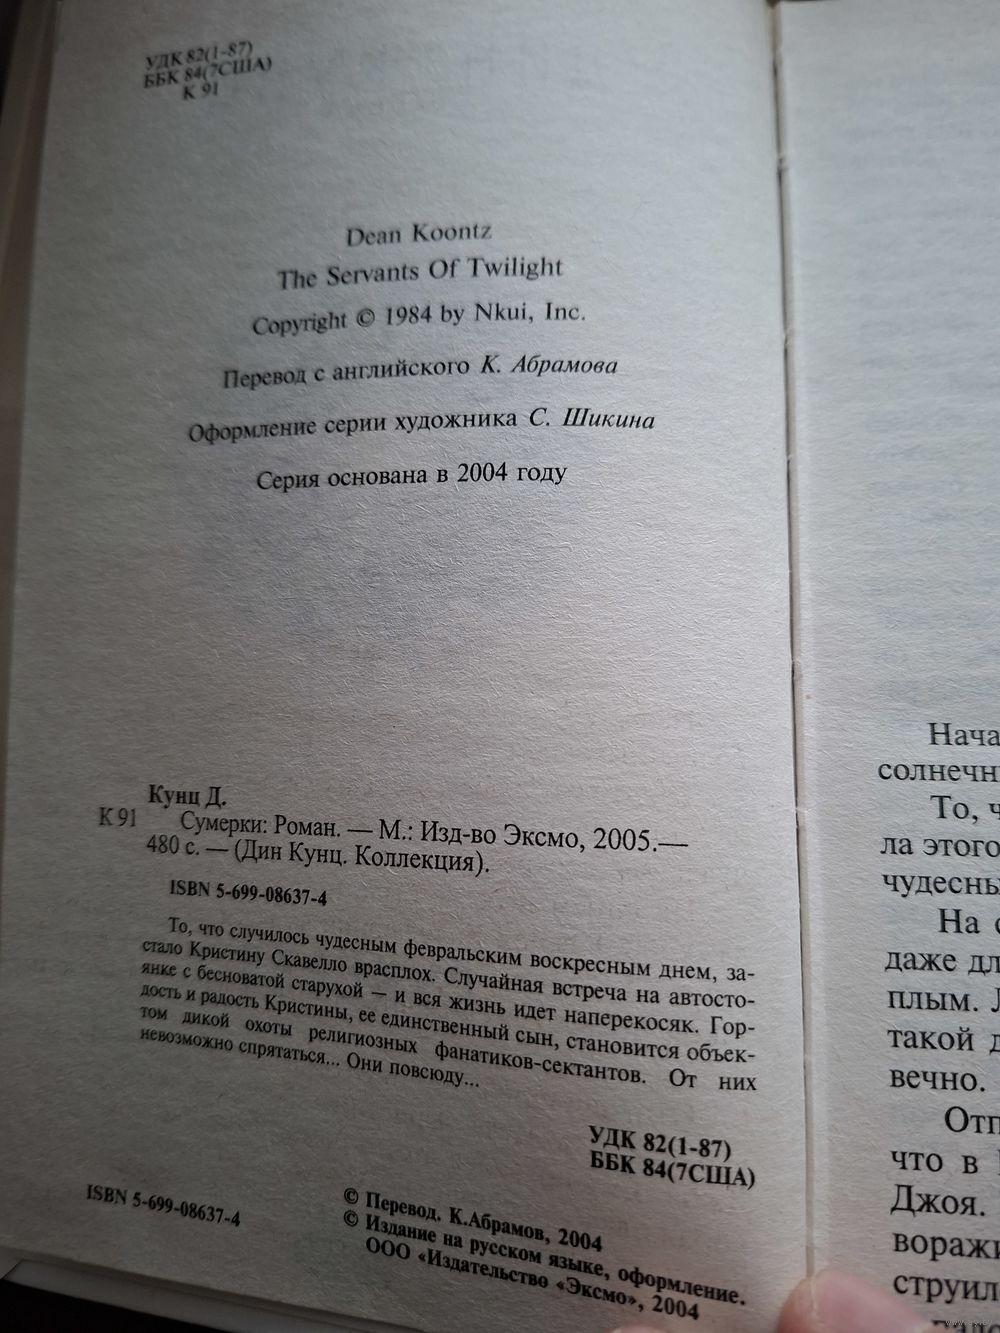 УДК 82(1-87)
ББК 84(7США)
К 91
Dean Koontz
The Servants Of Twilight
Copyright © 1984 by Nkui, Inc.
Перевод с английского К. Абрамова
Оформление серии художника С. Шикина
Серия основана в 2004 году
Кунц Д.
К 91 Сумерки: Роман. — М.: Изд-во Эксмо, 2005.—
480 с. — (Дин Кунц. Коллекция).
ISBN 5-699-08637-4
То, что случилось чудесным февральским воскресным днем, за-
стало Кристину Скавелло врасплох. Случайная встреча на автосто-
янке с бесноватой старухой — и вся жизнь идет наперекосяк. Гор-
дость и радость Кристины, ее единственный сын, становится объек-
том дикой охоты религиозных фанатиков-сектантов. От них
невозможно спрятаться... Они повсюду...
УДК 82(1-87)
ББК 84(7США)
© Перевод. К.Абрамов, 2004
© Издание на русском языке, оформление.
ООО «Издательство «Эксмо», 2004
ISBN 5-699-08637-4
Нача
солнечн
То, ч
ла этого
чудесны
На с
даже дл
плым. Л
такой д
вечно.
Отп
что в
Джоя.
воражи
струил